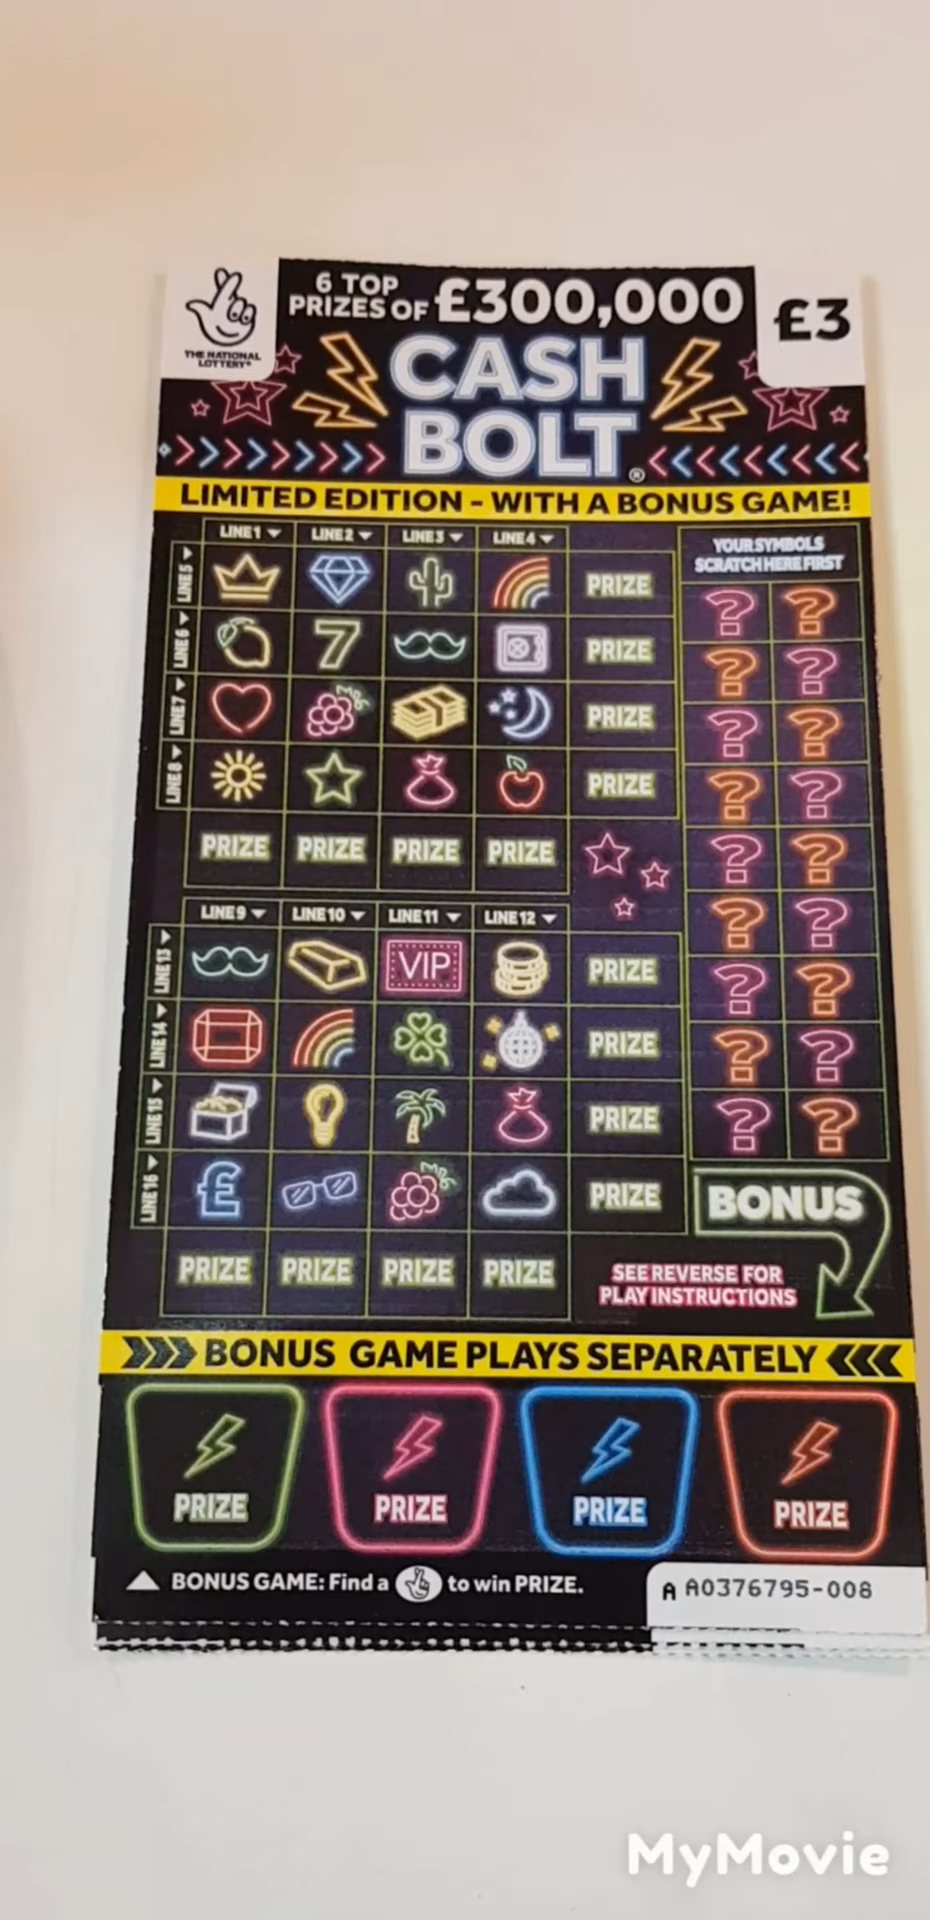 6 TOP PRIZES OF £300,000
£3
THE NATIONAL LOTTERY®
CASH
BOLT®
LIMITED EDITION - WITH A BONUS GAME!
LINE 1 LINE 2 LINE 3 LINE 4
YOUR SYMBOLS
SCRATCH HERE FIRST
LINE 5 PRIZE ? ?
LINE 6 7 PRIZE ? ?
LINE 7 PRIZE ? ?
LINE 8 PRIZE ? ?
PRIZE PRIZE PRIZE PRIZE ? ?
LINE 9 LINE 10 LINE 11 LINE 12 ? ?
LINE 13 VIP PRIZE ? ?
LINE 14 PRIZE ? ?
LINE 15 PRIZE ? ?
LINE 16 £ PRIZE
BONUS
PRIZE PRIZE PRIZE PRIZE
SEE REVERSE FOR
PLAY INSTRUCTIONS
BONUS GAME PLAYS SEPARATELY
PRIZE PRIZE PRIZE PRIZE
BONUS GAME: Find a to win PRIZE.
A A0376795-008
MyMovie